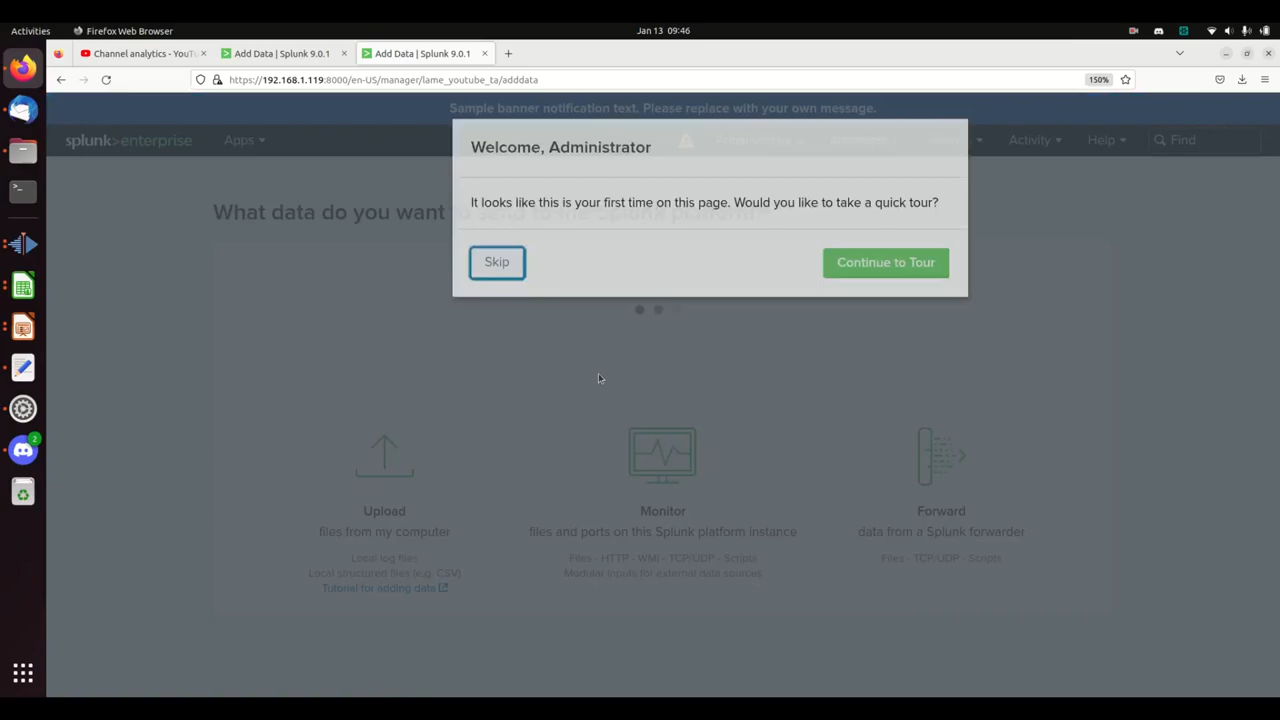 Activities
Firefox Web Browser
Jan 13 09:46
Channel analytics - YouTu
Add Data | Splunk 9.0.1
Add Data | Splunk 9.0.1
https://192.168.1.119:8000/en-US/manager/lame_youtube_ta/adddata
150%
Sample banner notification text. Please replace with your own message.
splunk>enterprise
Apps
Activity
Help
Find
Welcome, Administrator
It looks like this is your first time on this page. Would you like to take a quick tour?
What data do you want to send to the Splunk platform?
Skip
Continue to Tour
Upload
files from my computer
Local log files
Local structured files (e.g. CSV)
Tutorial for adding data
Monitor
files and ports on this Splunk platform instance
Files - HTTP - WMI - TCP/UDP - Scripts
Modular inputs for external data sources
Forward
data from a Splunk forwarder
Files - TCP/UDP - Scripts
2